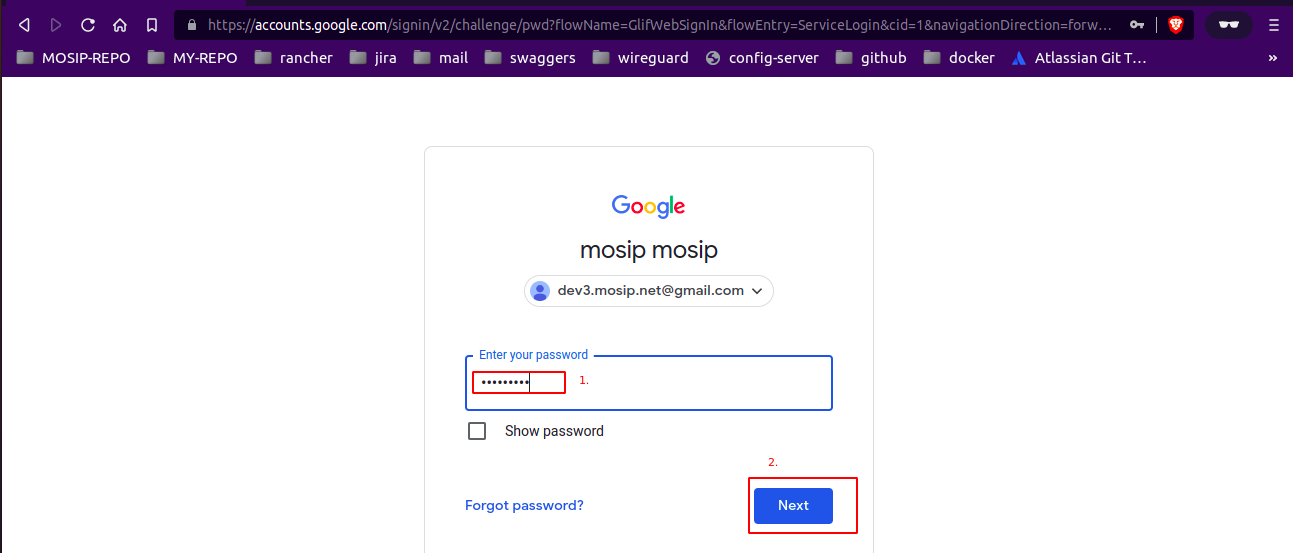 https://accounts.google.com/signin/v2/challenge/pwd?flowName=GlifWebSignIn&flowEntry=ServiceLogin&cid=1&navigationDirection=forw...
MOSIP-REPO MY-REPO rancher jira mail swaggers wireguard config-server github docker Atlassian Git T... »
Google
mosip mosip
dev3.mosip.net@gmail.com
Enter your password
••••••••• 1.
Show password
2.
Forgot password? Next